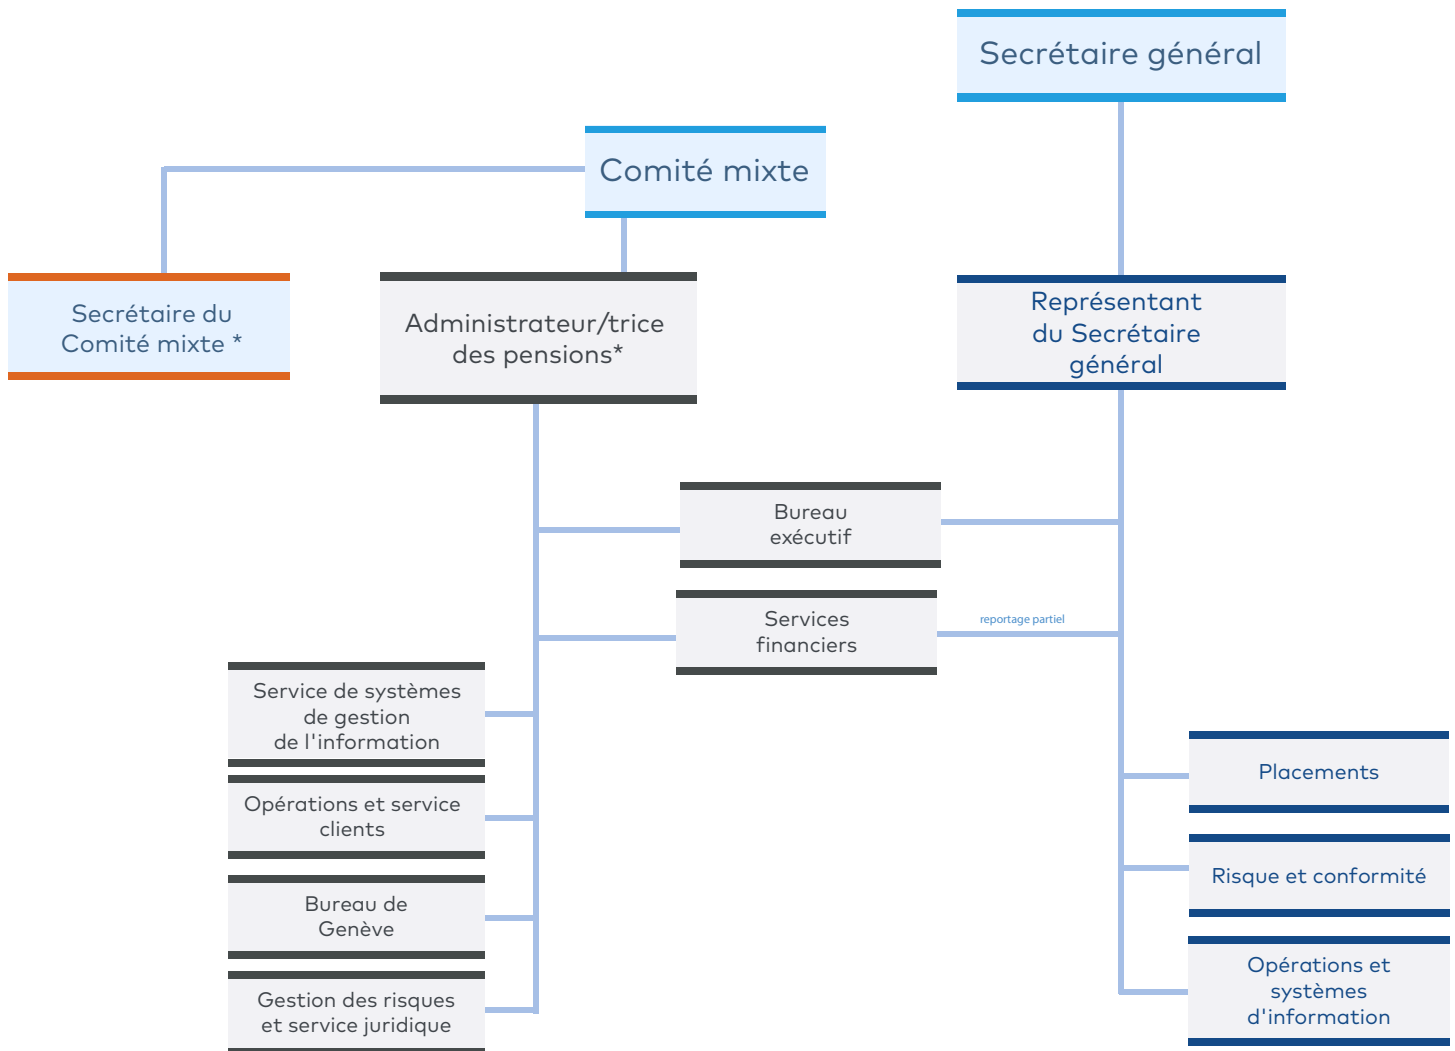 Secrétaire général
Comité mixte
Secrétaire du
Comité mixte *
Administrateur/trice
des pensions*
Représentant
du Secrétaire
général
Bureau
exécutif
Services
financiers
reportage partiel
Service de systèmes
de gestion
de l'information
Opérations et service
clients
Bureau de
Genève
Gestion des risques
et service juridique
Placements
Risque et conformité
Opérations et
systèmes
d'information